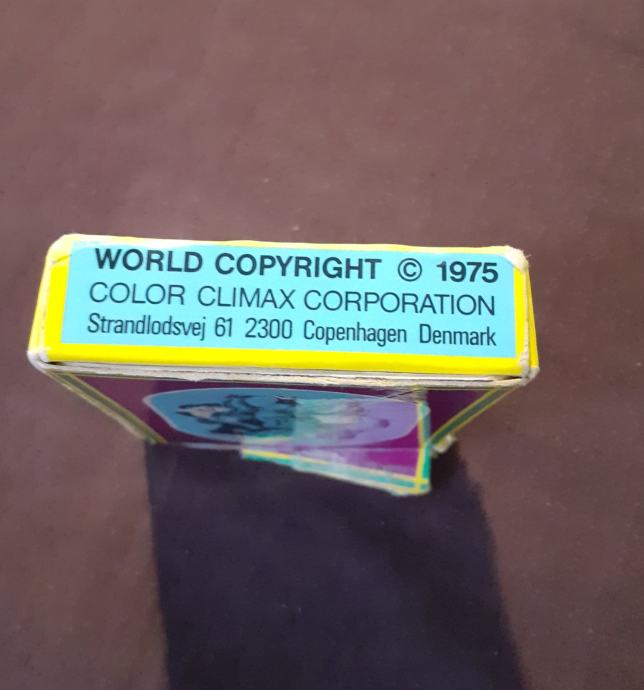 WORLD COPYRIGHT © 1975
COLOR CLIMAX CORPORATION
Strandlodsvej 61 2300 Copenhagen Denmark